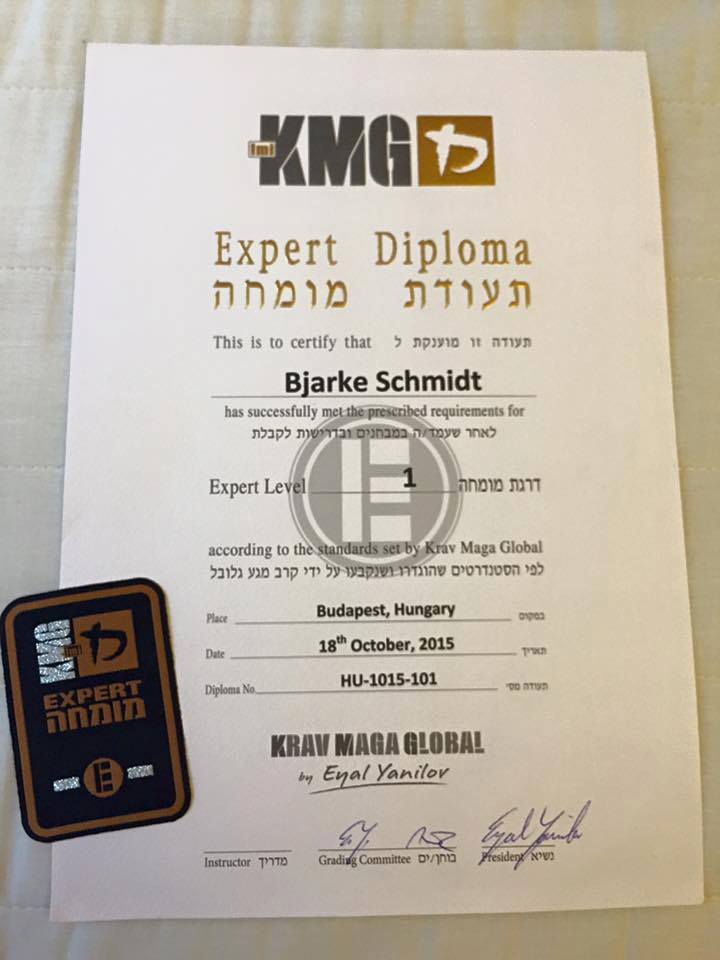 imi KMG
Expert Diploma
תעודת מומחה
This is to certify that תעודה זו מוענקת ל
Bjarke Schmidt
has successfully met the prescribed requirements for
לאחר שעמד/ה במבחנים ובדרישות לקבלת
Expert Level 1 דרגת מומחה
E
according to the standards set by Krav Maga Global
לפי הסטנדרטים שהוגדרו ושנקבעו על ידי קרב מגע גלובל
Place Budapest, Hungary במקום
Date 18th October, 2015 תאריך
Diploma No. HU-1015-101 תעודה מס'
KRAV MAGA GLOBAL
by Eyal Yanilov
Eyal Yanilov
Instructor מדריך Grading Committee בוחן/ים President נשיא
KMG
imi
EXPERT
מומחה
E